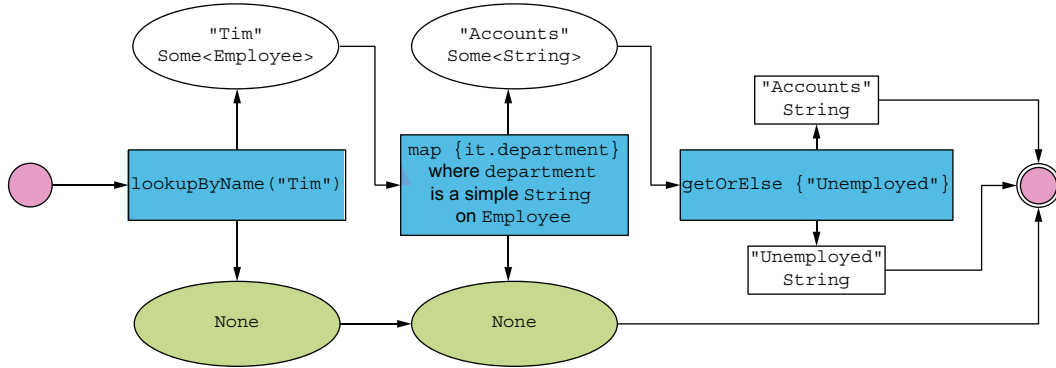 "Tim"
Some<Employee>
"Accounts"
Some<String>
"Accounts"
String
lookupByName("Tim")
map {it.department}
where department
is a simple String
on Employee
getOrElse {"Unemployed"}
"Unemployed"
String
None
None